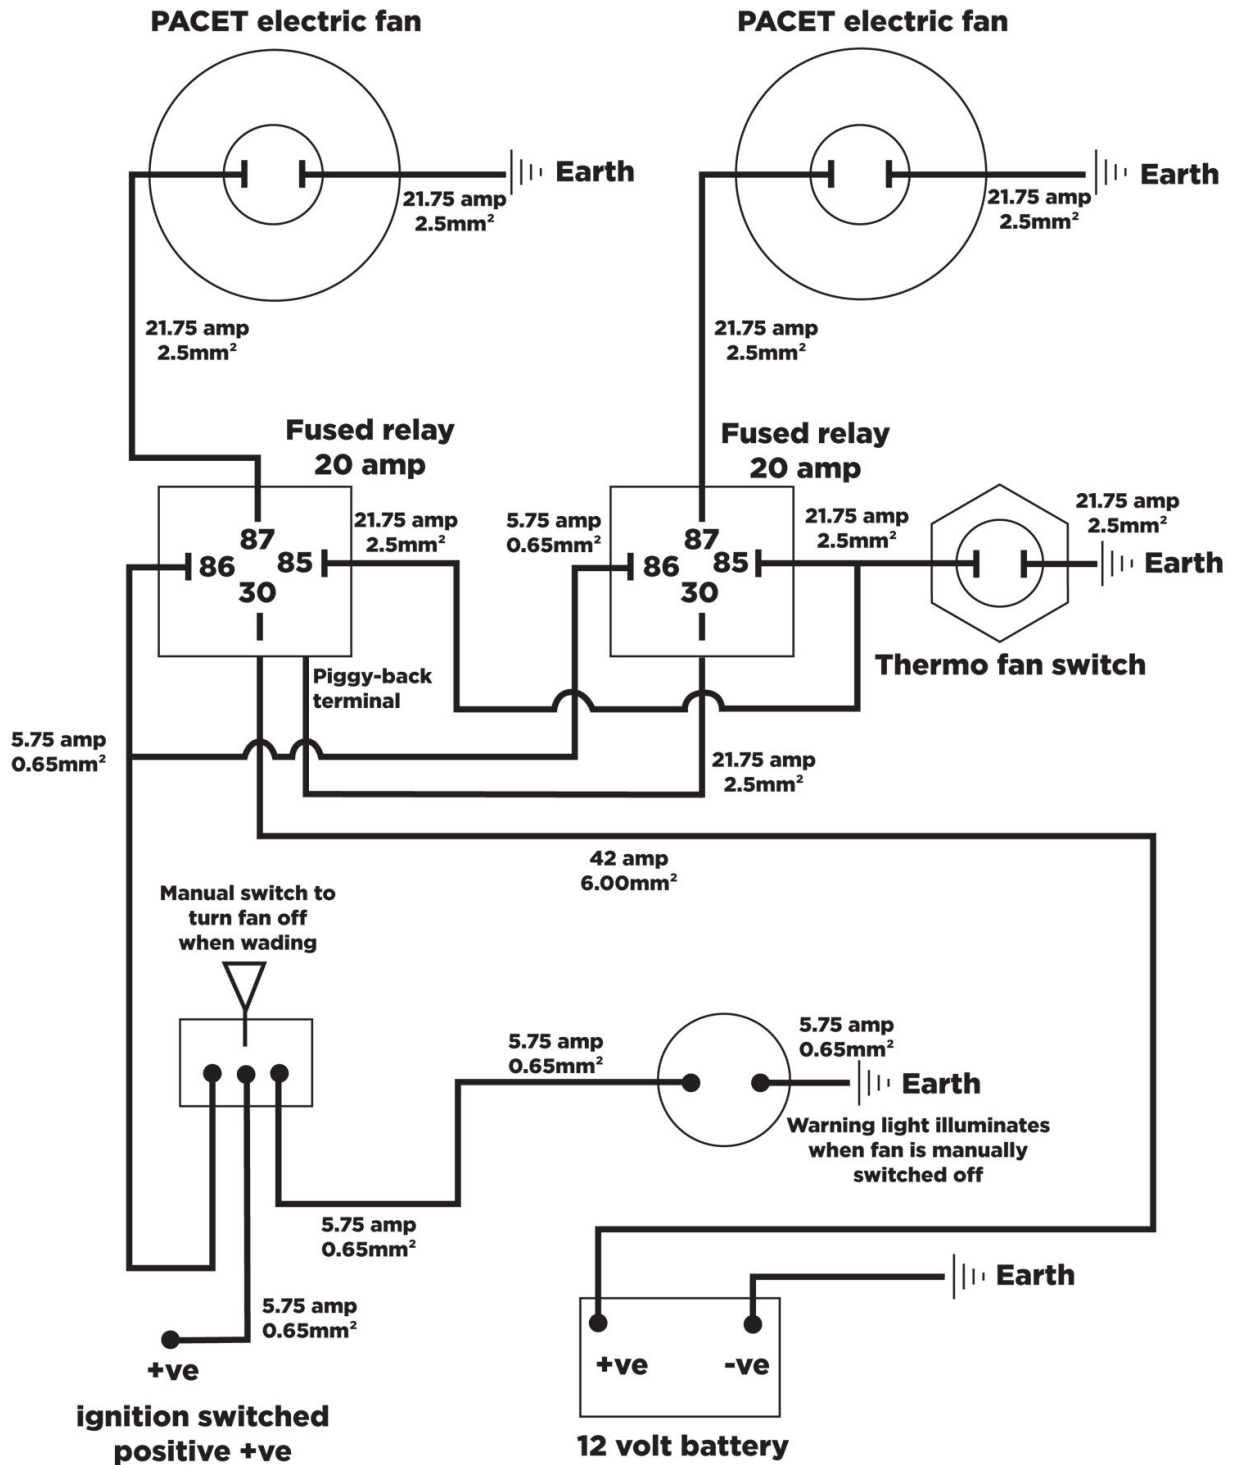 PACET electric fan
PACET electric fan
Earth
21.75 amp
2.5mm²
Earth
21.75 amp
2.5mm²
21.75 amp
2.5mm²
21.75 amp
2.5mm²
Fused relay
20 amp
Fused relay
20 amp
87
86
85
30
21.75 amp
2.5mm²
5.75 amp
0.65mm²
87
86
85
30
21.75 amp
2.5mm²
21.75 amp
2.5mm²
Earth
Thermo fan switch
Piggy-back
terminal
5.75 amp
0.65mm²
21.75 amp
2.5mm²
42 amp
6.00mm²
Manual switch to
turn fan off
when wading
5.75 amp
0.65mm²
5.75 amp
0.65mm²
Earth
Warning light illuminates
when fan is manually
switched off
5.75 amp
0.65mm²
5.75 amp
0.65mm²
+ve
ignition switched
positive +ve
Earth
+ve
-ve
12 volt battery